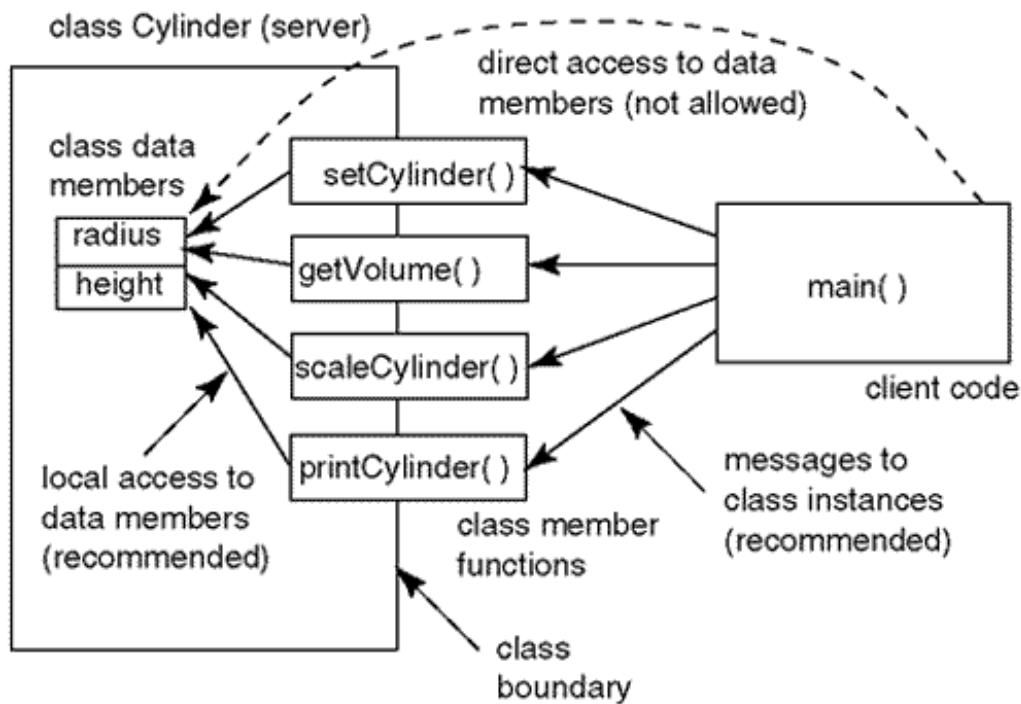 class Cylinder (server)
direct access to data
members (not allowed)
class data
members
radius
height
setCylinder( )
getVolume( )
scaleCylinder( )
printCylinder( )
main( )
client code
local access to
data members
(recommended)
class member
functions
messages to
class instances
(recommended)
class
boundary